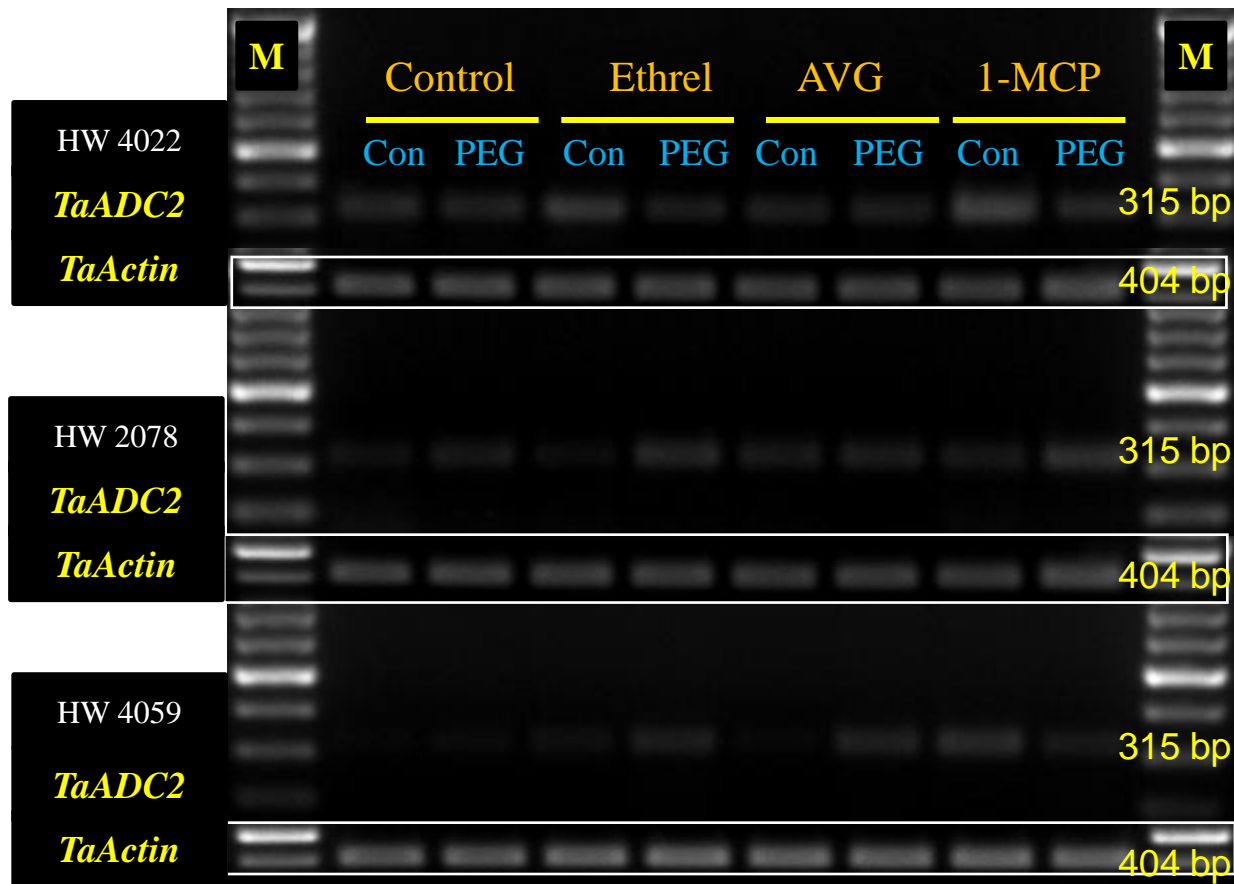 M M
Control Ethrel AVG 1-MCP
Con PEG Con PEG Con PEG Con PEG
HW 4022
TaADC2 315 bp
TaActin 404 bp
HW 2078
315 bp
TaADC2
TaActin 404 bp
HW 4059
315 bp
TaADC2
TaActin 404 bp